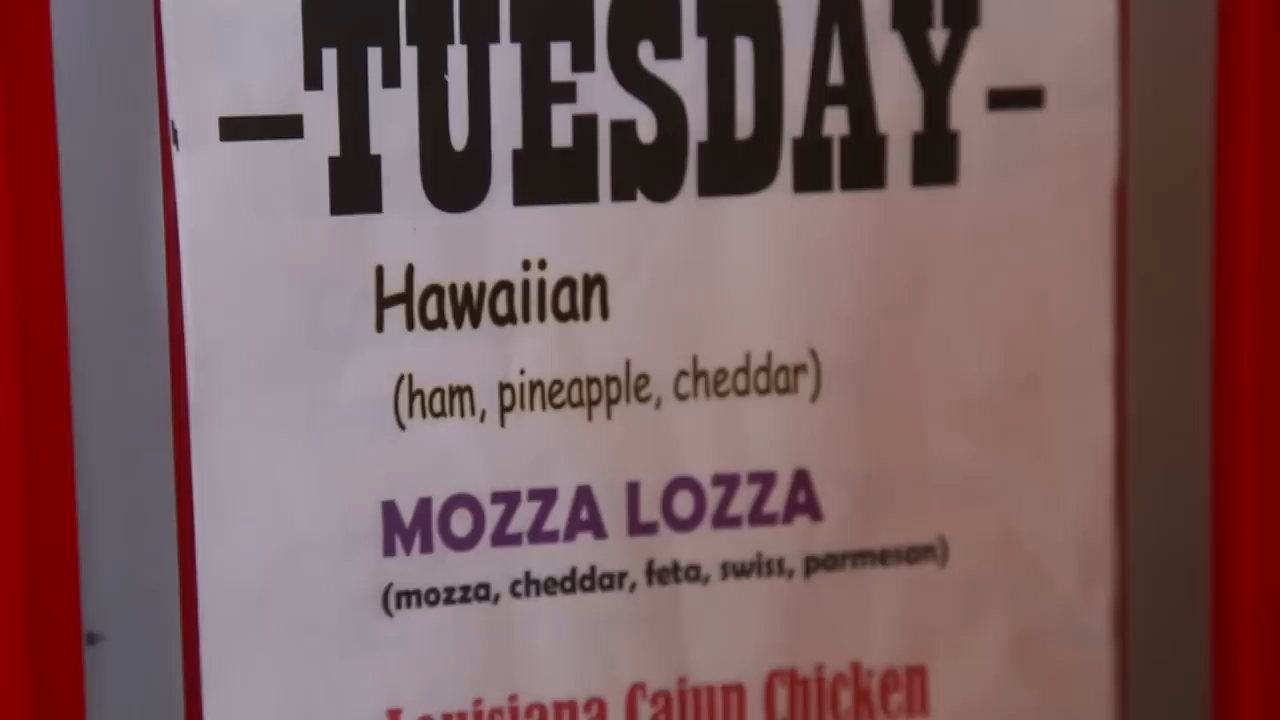 -TUESDAY-
Hawaiian
(ham, pineapple, cheddar)
MOZZA LOZZA
(mozza, cheddar, feta, swiss, parmesan)
Louisiana Cajun Chicken